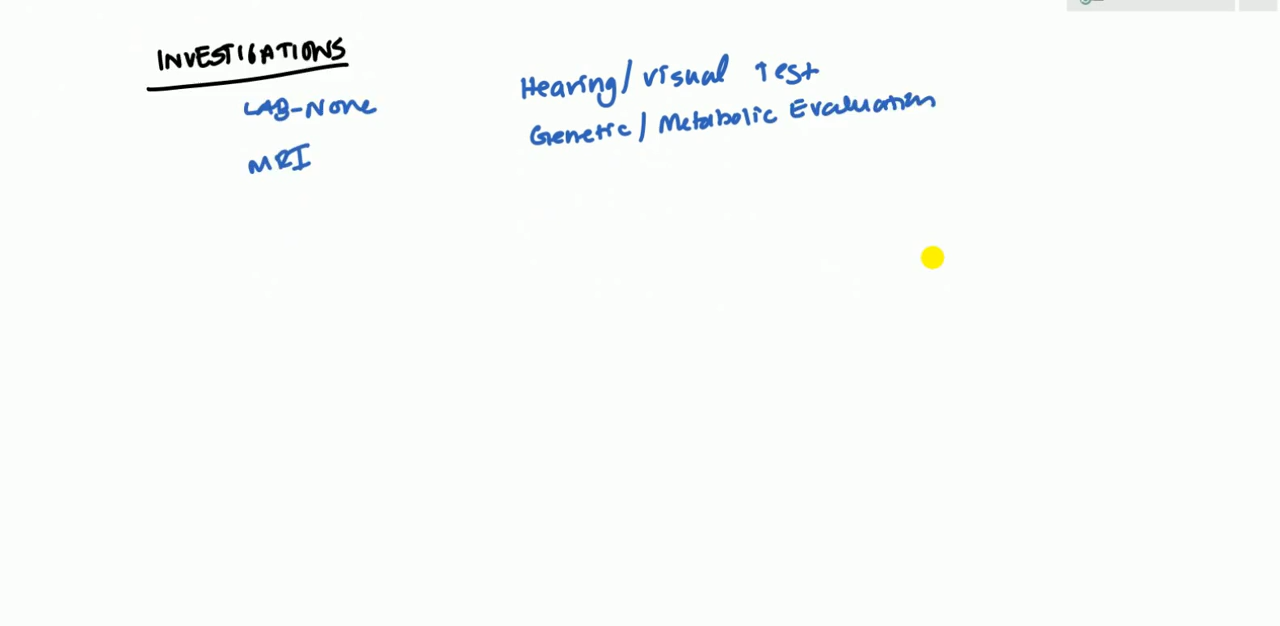 INVESTIGATIONS
LAB-None
MRI
Hearing/visual Test
Genetic/Metabolic Evaluation